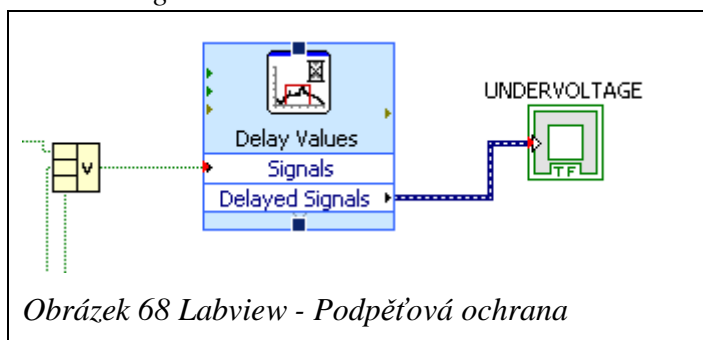 UNDERVOLTAGE
Delay Values
Signals
Delayed Signals
V
TF
Obrázek 68 Labview - Podpěťová ochrana